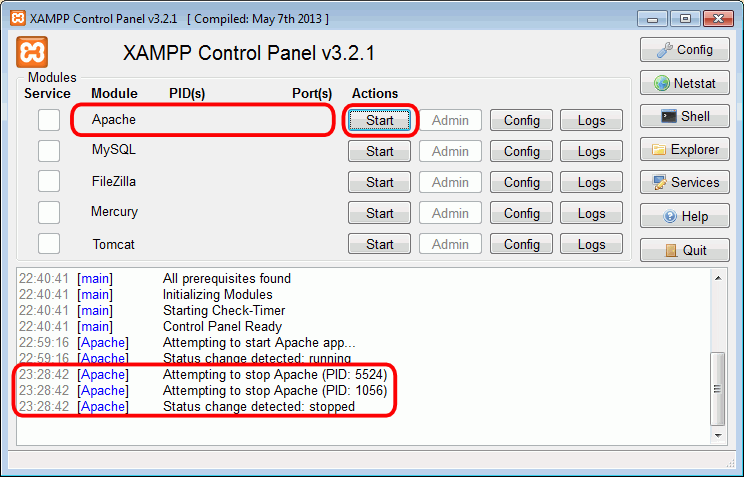 XAMPP Control Panel v3.2.1 [ Compiled: May 7th 2013 ]
XAMPP Control Panel v3.2.1
Config
Modules
Service Module PID(s) Port(s) Actions
Netstat
Apache Start Admin Config Logs
Shell
MySQL Start Admin Config Logs
Explorer
FileZilla Start Admin Config Logs
Services
Mercury Start Admin Config Logs
Help
Tomcat Start Admin Config Logs
Quit
22:40:41 [main] All prerequisites found
22:40:41 [main] Initializing Modules
22:40:41 [main] Starting Check-Timer
22:40:41 [main] Control Panel Ready
22:59:16 [Apache] Attempting to start Apache app...
22:59:16 [Apache] Status change detected: running
23:28:42 [Apache] Attempting to stop Apache (PID: 5524)
23:28:42 [Apache] Attempting to stop Apache (PID: 1056)
23:28:42 [Apache] Status change detected: stopped